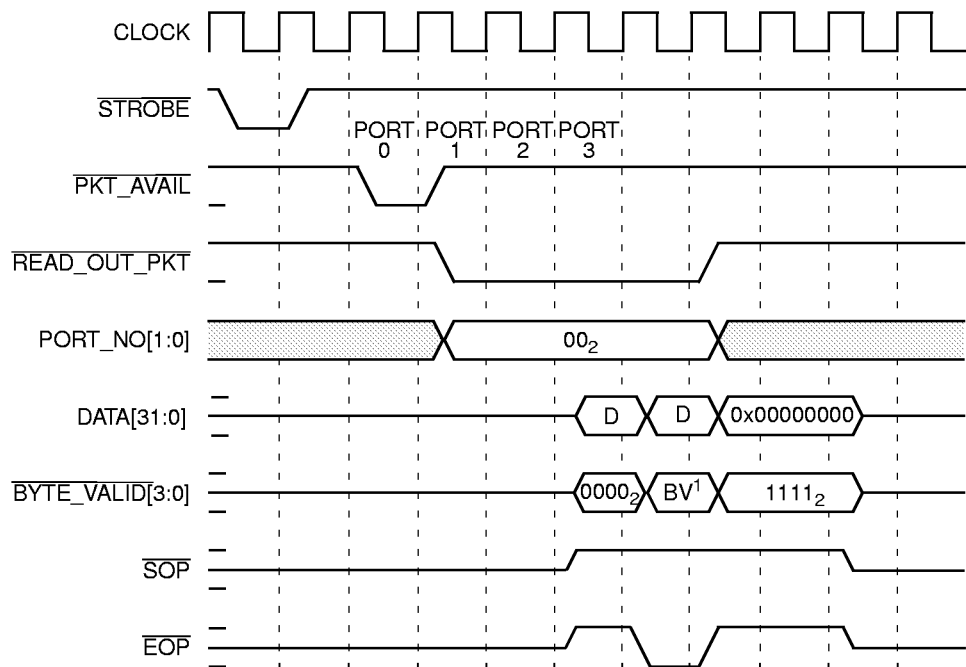 CLOCK
STROBE
PORT 0
PORT 1
PORT 2
PORT 3
PKT_AVAIL
READ_OUT_PKT
PORT_NO[1:0]
00₂
DATA[31:0]
D
D
0x00000000
BYTE_VALID[3:0]
0000₂
BV¹
1111₂
SOP
EOP